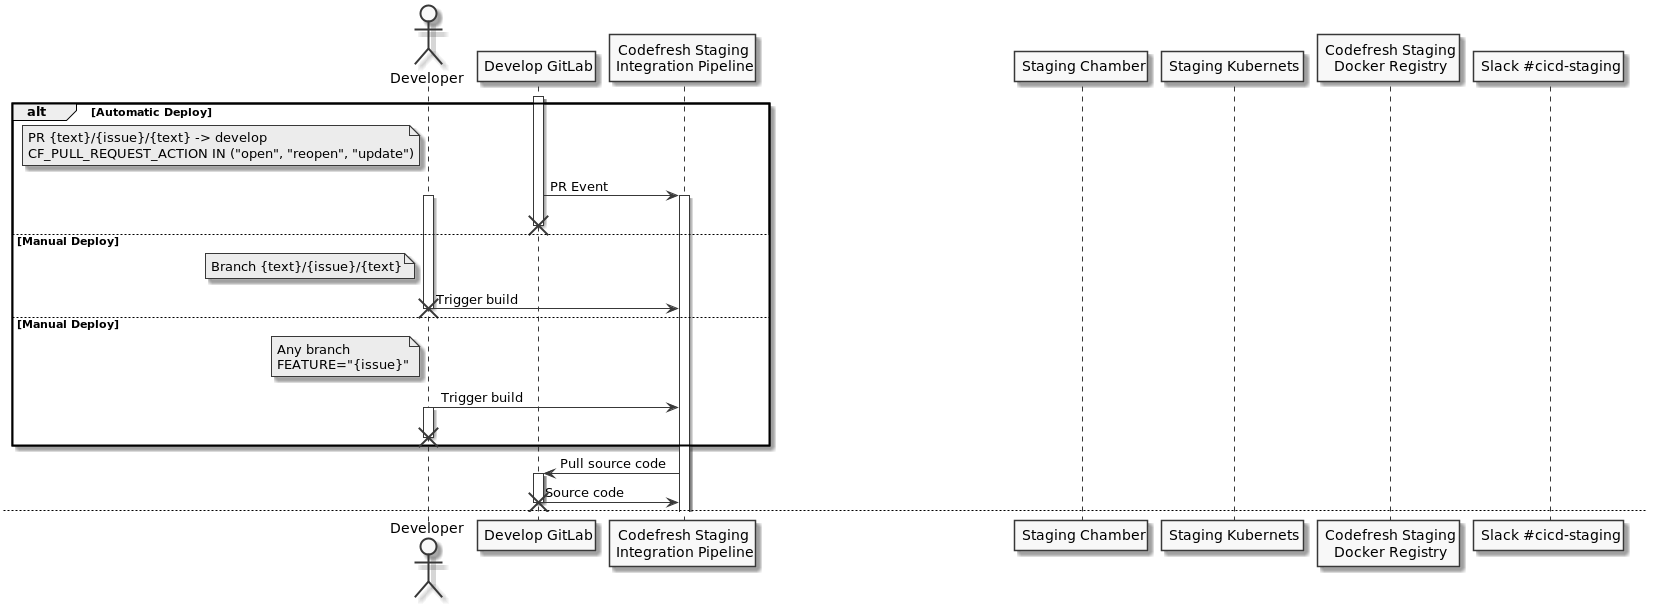 Developer
Develop GitLab
Codefresh Staging
Integration Pipeline
Staging Chamber
Staging Kubernets
Codefresh Staging
Docker Registry
Slack #cicd-staging
alt [Automatic Deploy]
PR {text}/{issue}/{text} -> develop
CF_PULL_REQUEST_ACTION IN ("open", "reopen", "update")
PR Event
[Manual Deploy]
Branch {text}/{issue}/{text}
Trigger build
[Manual Deploy]
Any branch
FEATURE="{issue}"
Trigger build
Pull source code
Source code
Developer
Develop GitLab
Codefresh Staging
Integration Pipeline
Staging Chamber
Staging Kubernets
Codefresh Staging
Docker Registry
Slack #cicd-staging